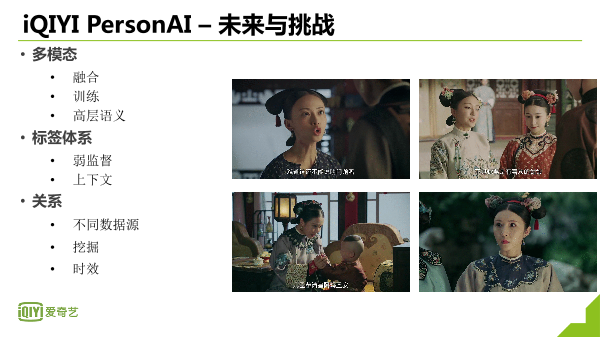 iQIYI PersonAI – 未来与挑战
• 多模态
• 融合
• 训练
• 高层语义
• 标签体系
• 弱监督
• 上下文
• 关系
• 不同数据源
• 挖掘
• 时效
iQIYI 爱奇艺